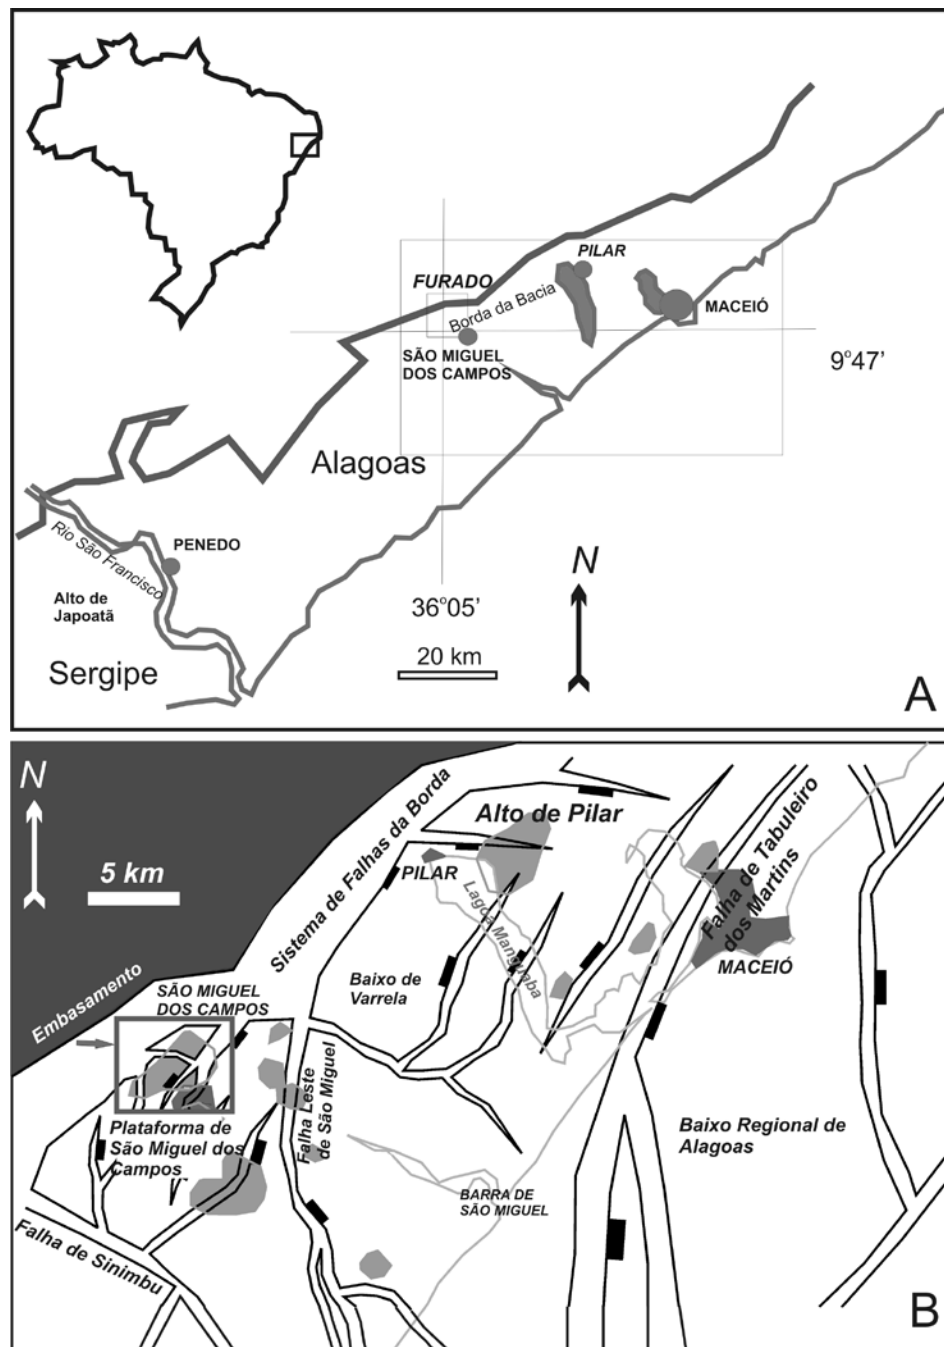 PILAR
FURADO
Borda da Bacia
MACEIÓ
SÃO MIGUEL
DOS CAMPOS
9°47'
Alagoas
Rio São Francisco
PENEDO
Alto de
Japoatã
36°05'
N
Sergipe
20 km
A
N
5 km
Sistema de Falhas da Borda
Alto de Pilar
Falha de Tabuleiro
dos Martins
PILAR
Lagoa Manguaba
MACEIÓ
Baixo de
Varrela
Embasamento
SÃO MIGUEL
DOS CAMPOS
Falha Leste
de São Miguel
Plataforma de
São Miguel dos
Campos
Baixo Regional de
Alagoas
BARRA DE
SÃO MIGUEL
Falha de Sinimbu
B